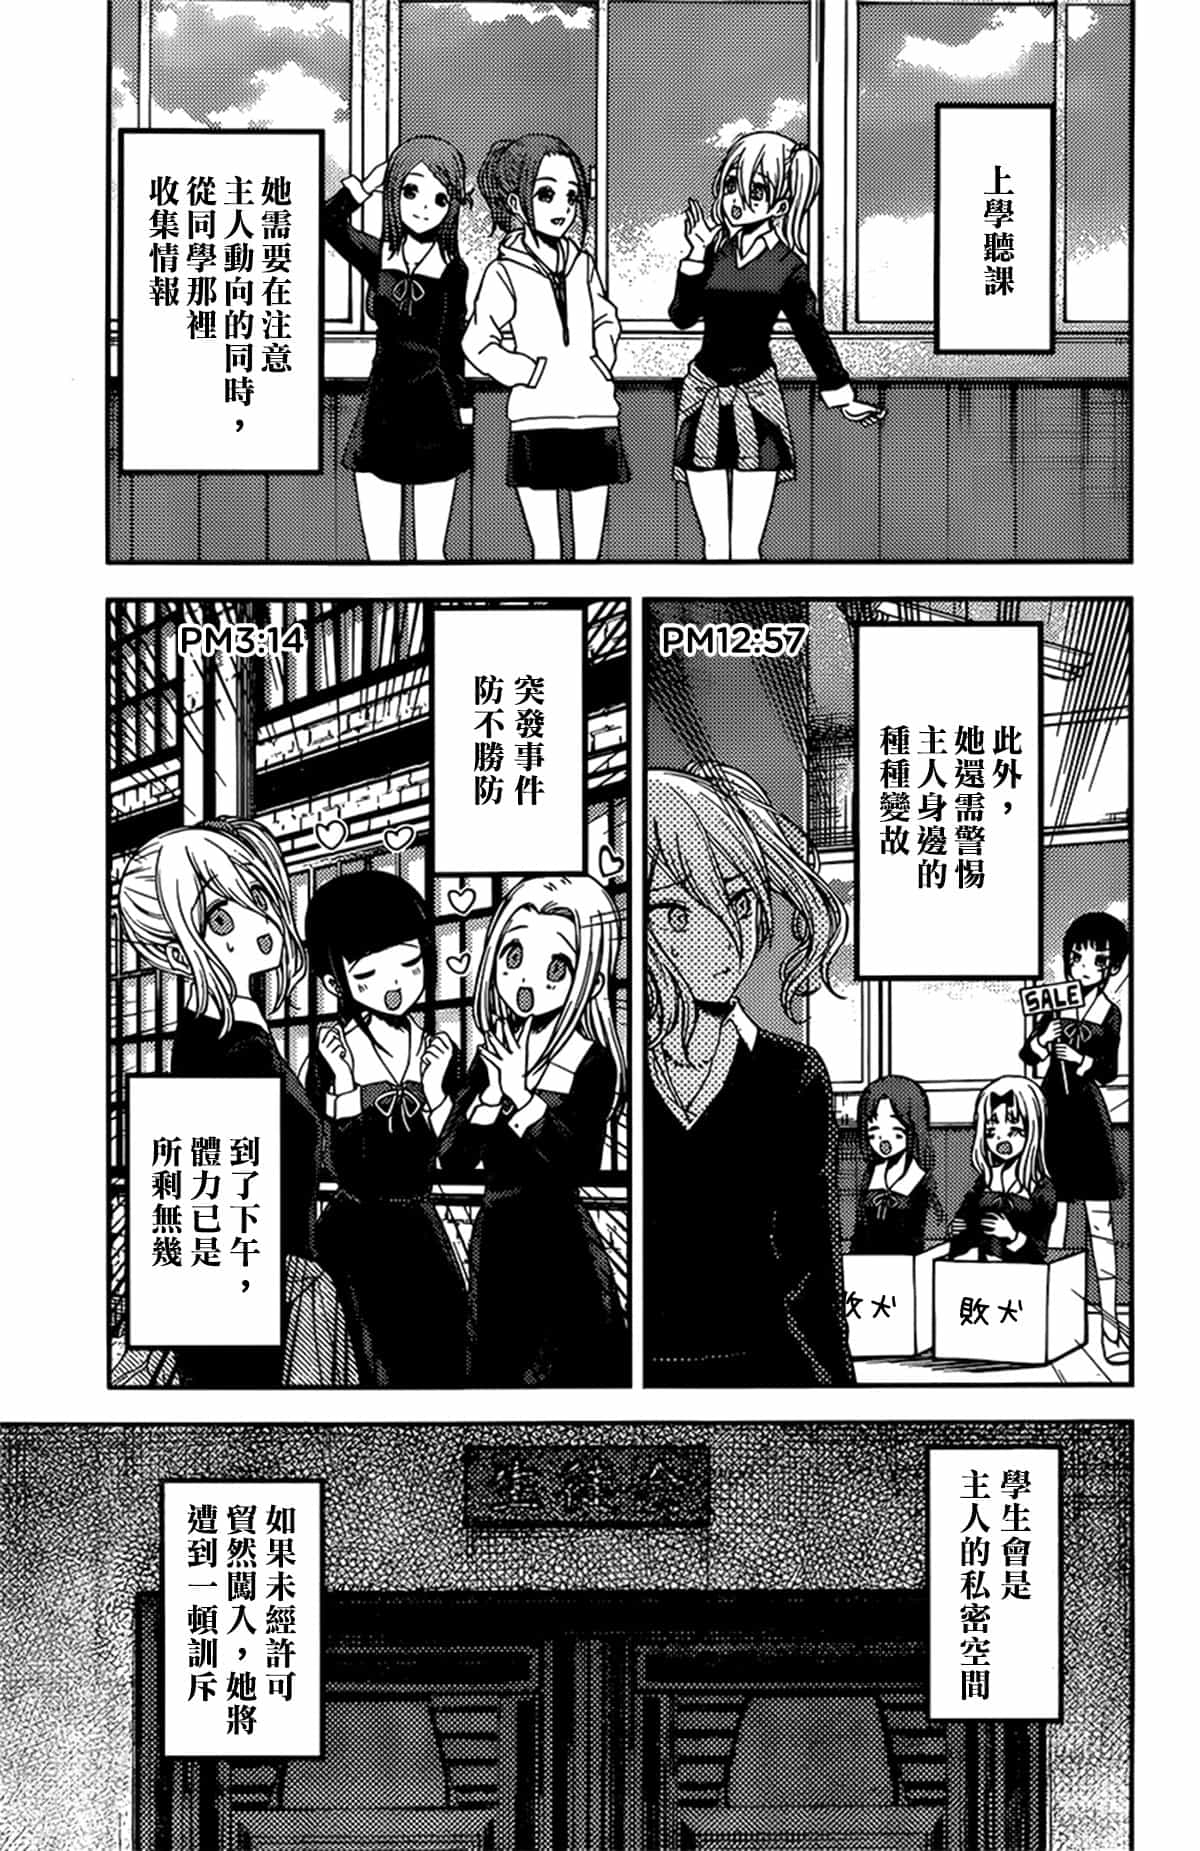 上學聽課
她需要在注意
主人動向的同時，
從同學那裡
收集情報
PM12:57
此外，
她還需警惕
主人身邊的
種種變故
SALE
敗犬
敗犬
PM3:14
突發事件
防不勝防
到了下午，
體力已是
所剩無幾
生徒会
學生會是
主人的私密空間
如果未經許可
貿然闖入，她將
遭到一頓訓斥